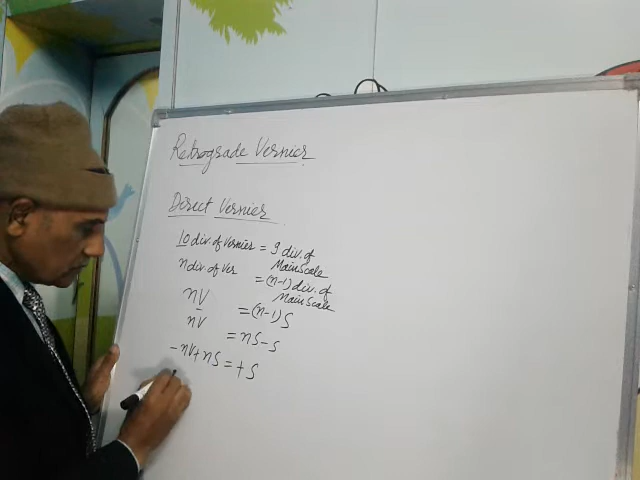 Retrograde Vernier
Direct Vernier
10 div. of Vernier = 9 div. of Main Scale
n div. of Ver = (n-1) div. of Main Scale
nV = (n-1)S
nV = nS-S
-nV+nS = +S